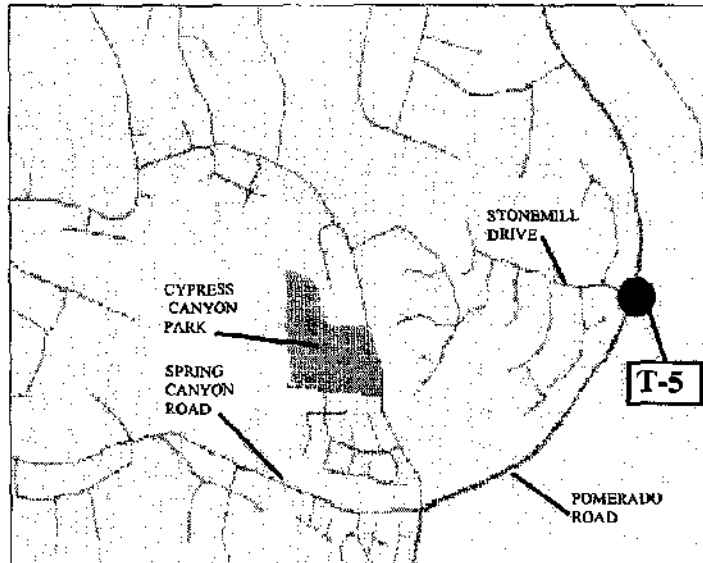 STONEMILL
DRIVE
CYPRESS
CANYON
PARK
SPRING
CANYON
ROAD
T-5
POMERADO
ROAD